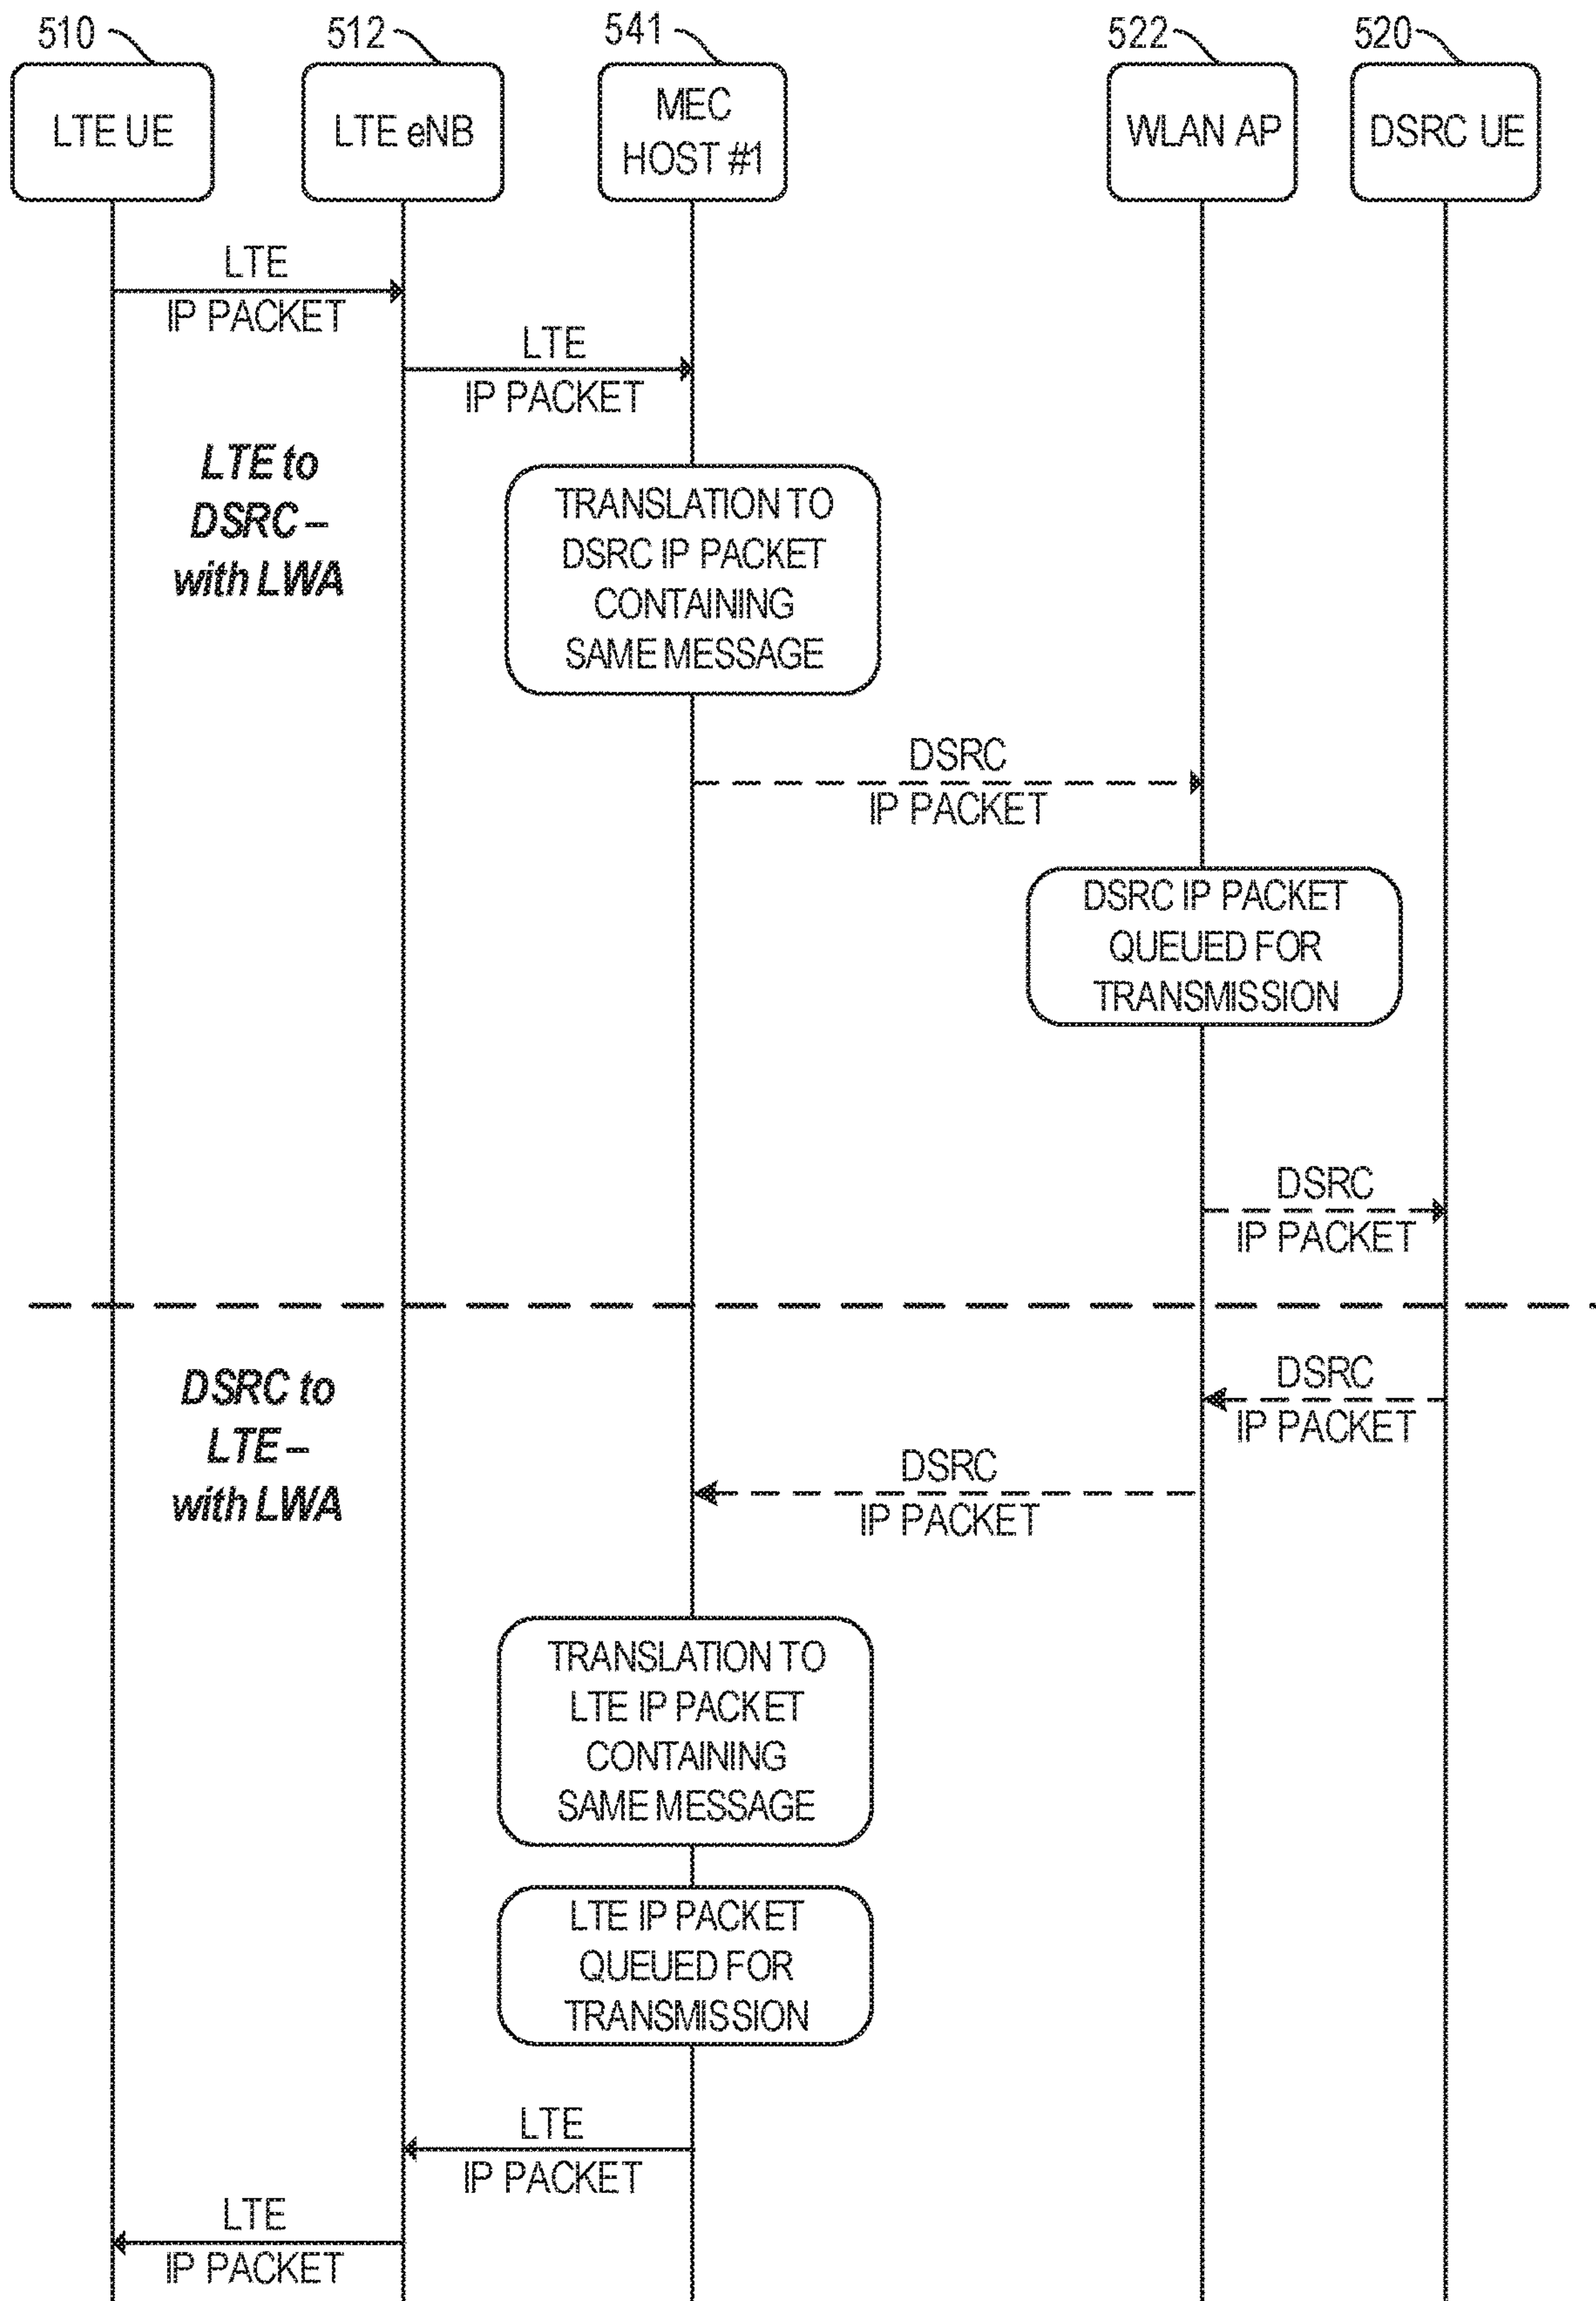 510
512
541
522
520
LTE UE
LTE eNB
MEC
HOST #1
WLAN AP
DSRC UE
LTE
IP PACKET
LTE
IP PACKET
LTE to
DSRC –
with LWA
TRANSLATION TO
DSRC IP PACKET
CONTAINING
SAME MESSAGE
DSRC
IP PACKET
DSRC IP PACKET
QUEUED FOR
TRANSMISSION
DSRC
IP PACKET
DSRC to
LTE –
with LWA
DSRC
IP PACKET
DSRC
IP PACKET
TRANSLATION TO
LTE IP PACKET
CONTAINING
SAME MESSAGE
LTE IP PACKET
QUEUED FOR
TRANSMISSION
LTE
IP PACKET
LTE
IP PACKET